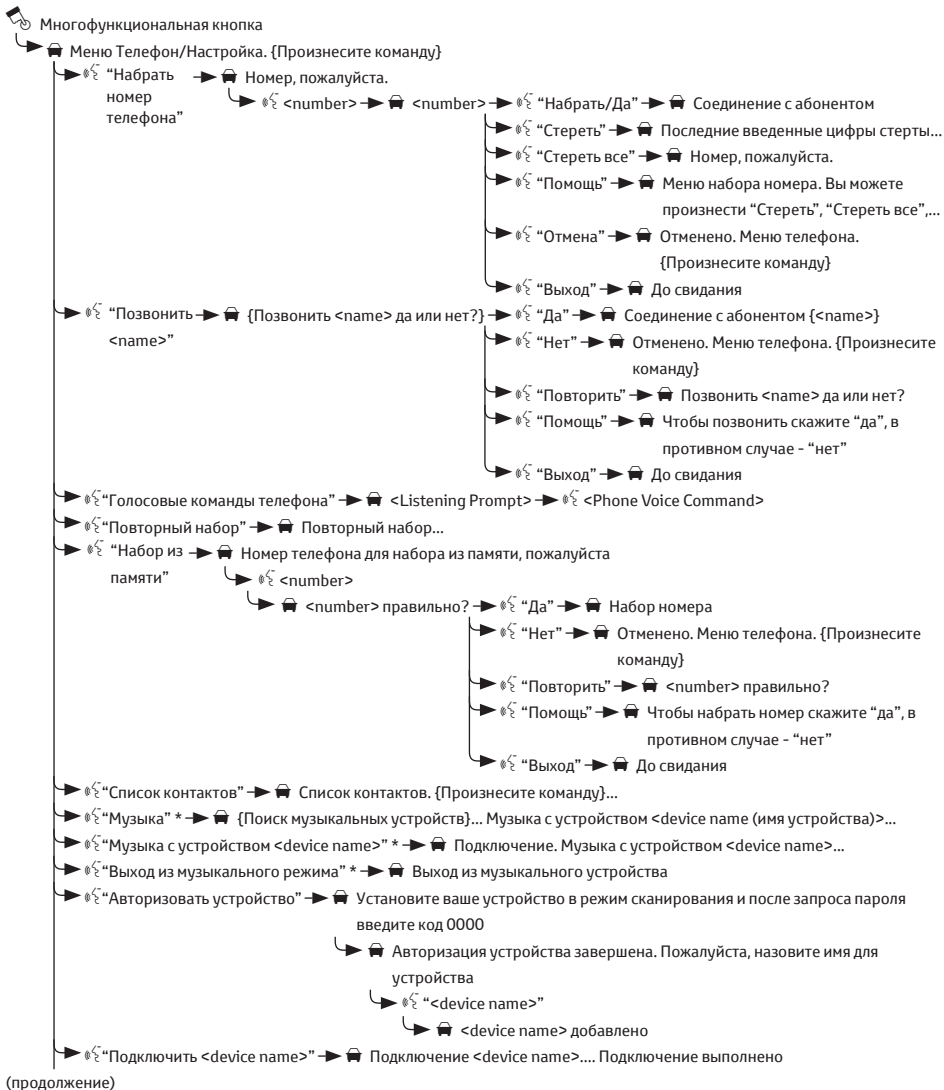 Многофункциональная кнопка
Меню Телефон/Настройка. {Произнесите команду}
“Набрать номер телефона” Номер, пожалуйста.
<number> <number> “Набрать/Да” Соединение с абонентом
“Стереть” Последние введенные цифры стерты...
“Стереть все” Номер, пожалуйста.
“Помощь” Меню набора номера. Вы можете
произнести “Стереть”, “Стереть все”,...
“Отмена” Отменено. Меню телефона.
{Произнесите команду}
“Выход” До свидания
“Позвонить <name>” {Позвонить <name> да или нет?} “Да” Соединение с абонентом {<name>}
“Нет” Отменено. Меню телефона. {Произнесите
команду}
“Повторить” Позвонить <name> да или нет?
“Помощь” Чтобы позвонить скажите “да”, в
противном случае - “нет”
“Выход” До свидания
“Голосовые команды телефона” <Listening Prompt> <Phone Voice Command>
“Повторный набор” Повторный набор...
“Набор из памяти” Номер телефона для набора из памяти, пожалуйста
<number>
<number> правильно? “Да” Набор номера
“Нет” Отменено. Меню телефона. {Произнесите
команду}
“Повторить” <number> правильно?
“Помощь” Чтобы набрать номер скажите “да”, в
противном случае - “нет”
“Выход” До свидания
“Список контактов” Список контактов. {Произнесите команду}...
“Музыка” * {Поиск музыкальных устройств}... Музыка с устройством <device name (имя устройства)>...
“Музыка с устройством <device name>” * Подключение. Музыка с устройством <device name>...
“Выход из музыкального режима” * Выход из музыкального устройства
“Авторизовать устройство” Установите ваше устройство в режим сканирования и после запроса пароля
введите код 0000
Авторизация устройства завершена. Пожалуйста, назовите имя для
устройства
“<device name>”
<device name> добавлено
“Подключить <device name>” Подключение <device name>.... Подключение выполнено
(продолжение)